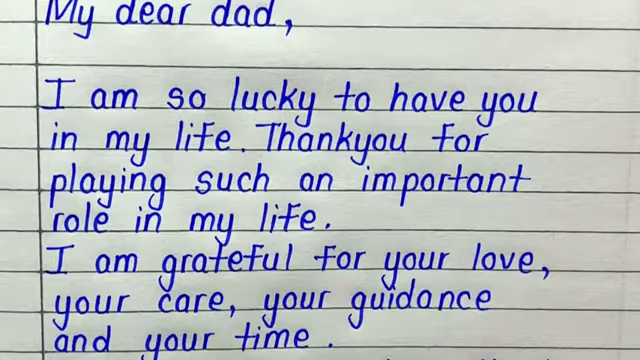 My dear dad,
I am so lucky to have you
in my life. Thankyou for
playing such an important
role in my life.
I am grateful for your love,
your care, your guidance
and your time.